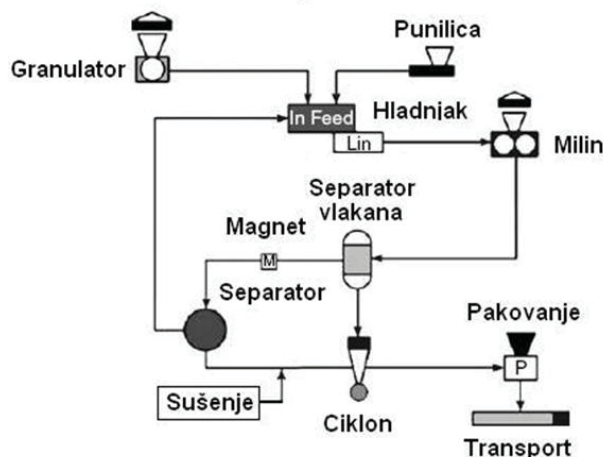 Punilica
Granulator
In Feed
Hladnjak
Lin
Milin
Separator
vlakana
Magnet
M
Separator
Pakovanje
P
Sušenje
Ciklon
Transport